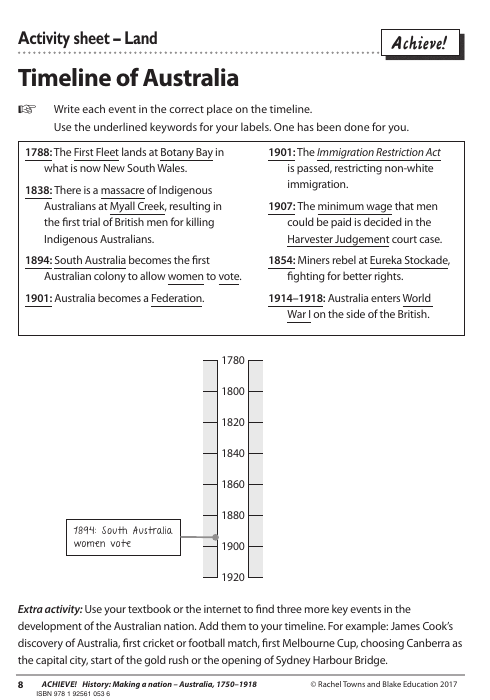 Activity sheet – Land
Achieve!
Timeline of Australia
Write each event in the correct place on the timeline.
Use the underlined keywords for your labels. One has been done for you.
1788: The First Fleet lands at Botany Bay in
what is now New South Wales.
1838: There is a massacre of Indigenous
Australians at Myall Creek, resulting in
the first trial of British men for killing
Indigenous Australians.
1894: South Australia becomes the first
Australian colony to allow women to vote.
1901: Australia becomes a Federation.
1901: The Immigration Restriction Act
is passed, restricting non-white
immigration.
1907: The minimum wage that men
could be paid is decided in the
Harvester Judgement court case.
1854: Miners rebel at Eureka Stockade,
fighting for better rights.
1914–1918: Australia enters World
War I on the side of the British.
1780
1800
1820
1840
1860
1880
1900
1920
1894: South Australia
women vote
Extra activity: Use your textbook or the internet to find three more key events in the
development of the Australian nation. Add them to your timeline. For example: James Cook's
discovery of Australia, first cricket or football match, first Melbourne Cup, choosing Canberra as
the capital city, start of the gold rush or the opening of Sydney Harbour Bridge.
8 ACHIEVE! History: Making a nation – Australia, 1750–1918 © Rachel Towns and Blake Education 2017
ISBN 978 1 92561 053 6